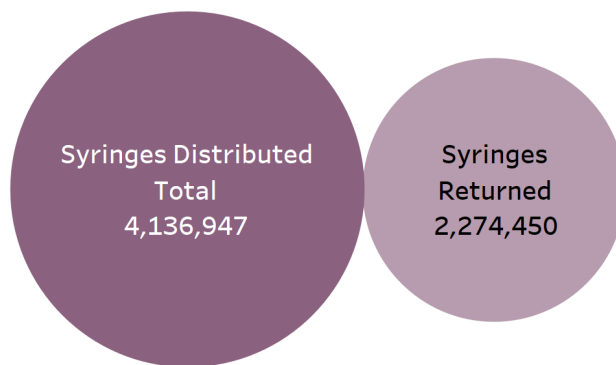 Syringes Distributed
Total
4,136,947
Syringes
Returned
2,274,450